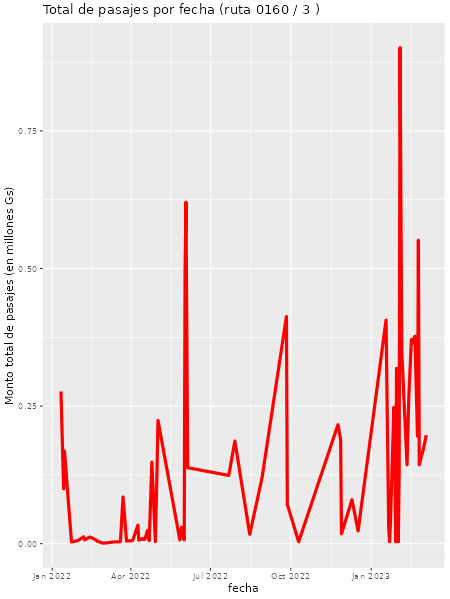 Total de pasajes por fecha (ruta 0160 / 3 )
Monto total de pasajes (en millones Gs)
0.75
0.50
0.25
0.00
Jan 2022 Apr 2022 Jul 2022 Oct 2022 Jan 2023
fecha